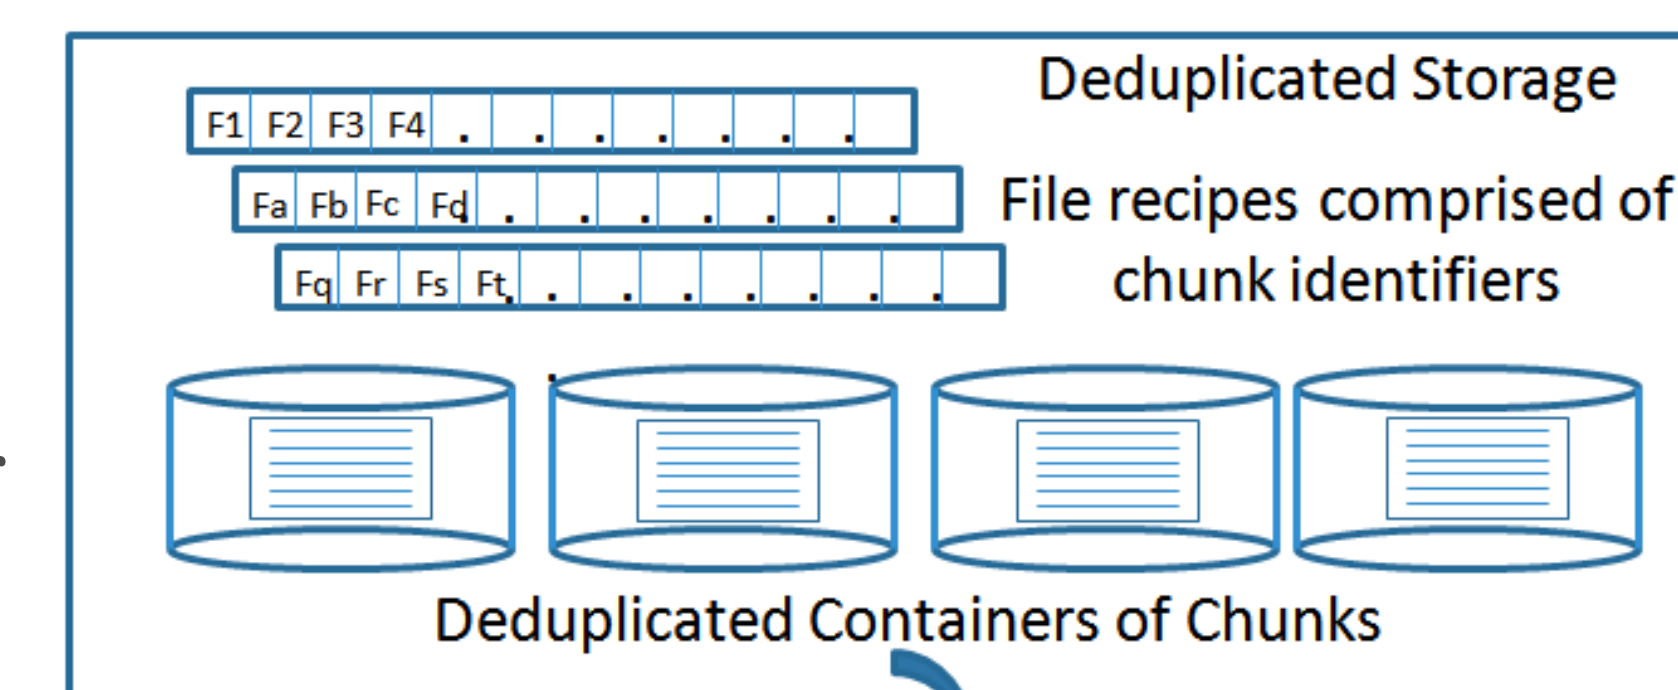 Deduplicated Storage
F1 F2 F3 F4 . . . . . . .
File recipes comprised of
Fa Fb Fc Fd . . . . . . . .
chunk identifiers
Fq Fr Fs Ft . . . . . . . .
Deduplicated Containers of Chunks